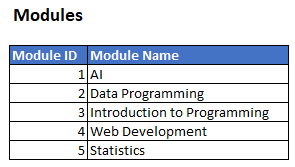 Modules
Module ID Module Name
1 AI
2 Data Programming
3 Introduction to Programming
4 Web Development
5 Statistics